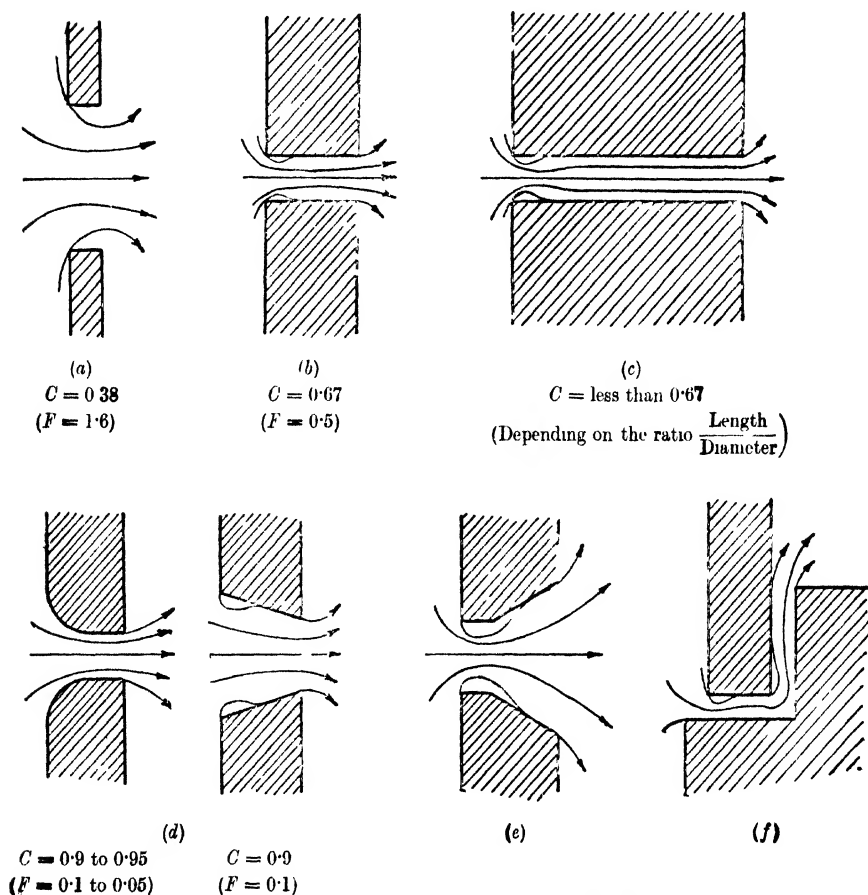 (a)
C = 0 38
(F = 1·6)
(b)
C = 0·67
(F = 0·5)
(c)
C = less than 0·67
(Depending on the ratio Length
Diameter)
(d)
C = 0·9 to 0·95
(F = 0·1 to 0·05)
C = 0·9
(F = 0·1)
(e)
(f)